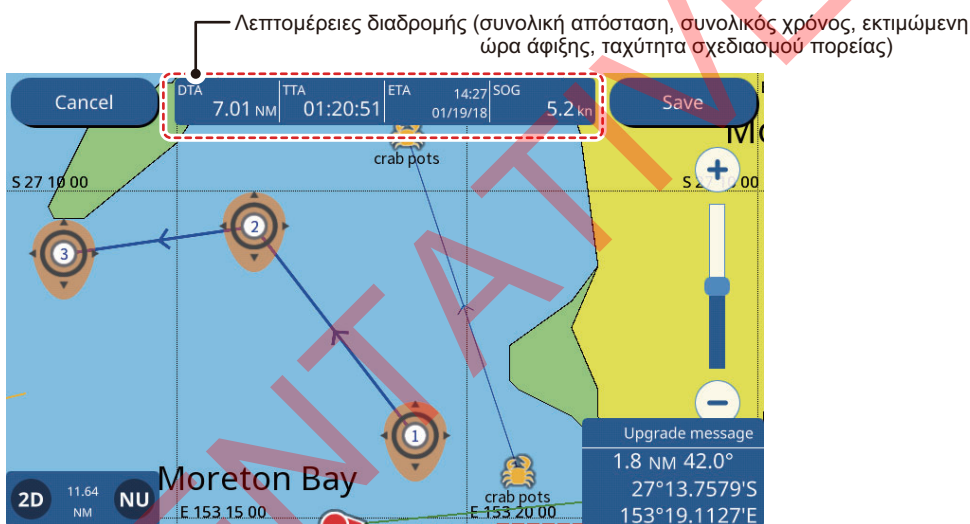 Λεπτομέρειες διαδρομής (συνολική απόσταση, συνολικός χρόνος, εκτιμώμενη
ώρα άφιξης, ταχύτητα σχεδιασμού πορείας)
Cancel
DTA
7.01 NM
TTA
01:20:51
ETA
14:27
01/19/18
SOG
5.2 kn
Save
crab pots
S 27 10 00
3
2
1
Upgrade message
1.8 NM 42.0°
27°13.7579'S
153°19.1127'E
Moreton Bay
crab pots
2D
11.64
NM
NU
E 153 15 00
E 153 20 00